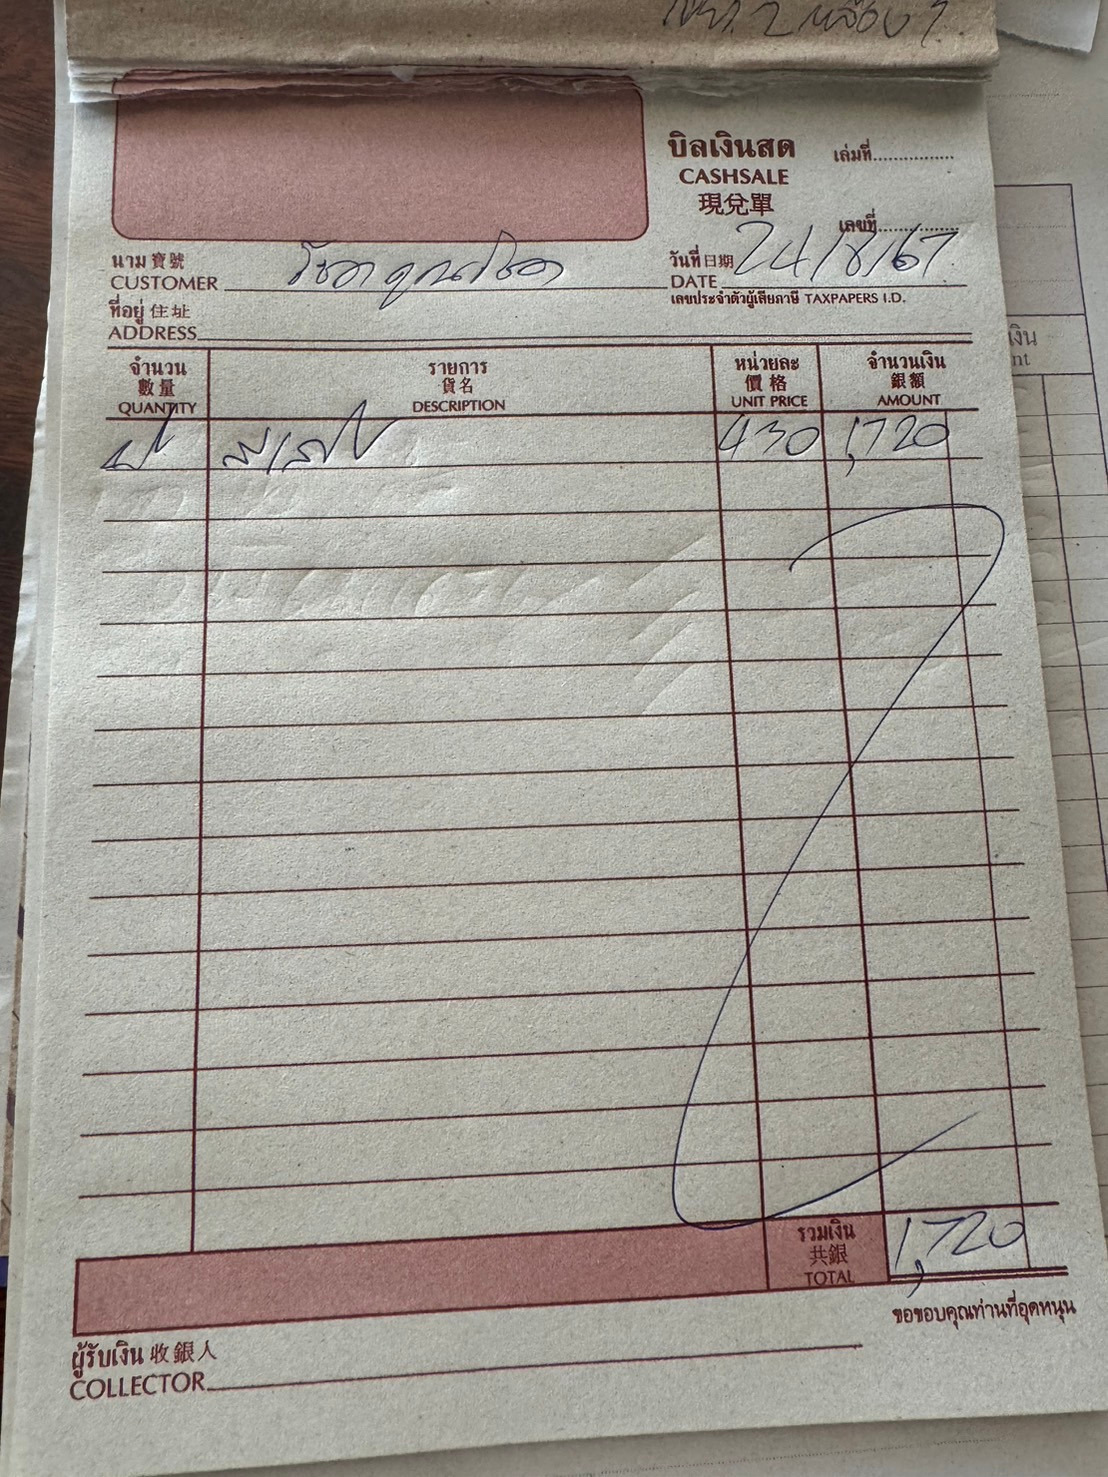 บิลเงินสด
เล่มที่
CASHSALE
現兌單
เลขที่
นาม 寶號
CUSTOMER
วันที่ 日期
DATE 24/8/67
ที่อยู่ 住址
ADDRESS
เลขประจำตัวผู้เสียภาษี TAXPAPERS I.D.
จำนวน รายการ หน่วยละ จำนวนเงิน
數量 貨名 價格 銀額
QUANTITY DESCRIPTION UNIT PRICE AMOUNT
430 1,720
รวมเงิน
共銀
TOTAL 1,720
ขอขอบคุณท่านที่อุดหนุน
ผู้รับเงิน 收銀人
COLLECTOR
เงิน
nt